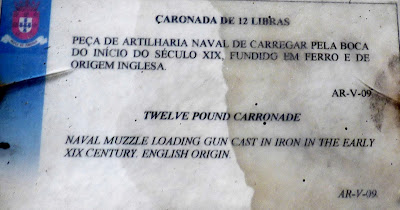 ÇARONADA DE 12 LIBRAS
PEÇA DE ARTILHARIA NAVAL DE CARREGAR PELA BOCA
DO INÍCIO DO SÉCULO XIX, FUNDIDO EM FERRO E DE
ORIGEM INGLESA.
AR-V-09
TWELVE POUND CARRONADE
NAVAL MUZZLE LOADING GUN CAST IN IRON IN THE EARLY
XIX CENTURY. ENGLISH ORIGIN.
AR-V-09.